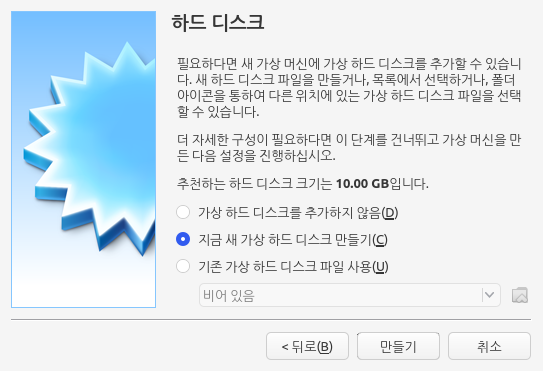 하드 디스크
필요하다면 새 가상 머신에 가상 하드 디스크를 추가할 수 있습니
다. 새 하드 디스크 파일을 만들거나, 목록에서 선택하거나, 폴더
아이콘을 통하여 다른 위치에 있는 가상 하드 디스크 파일을 선택
할 수 있습니다.
더 자세한 구성이 필요하다면 이 단계를 건너뛰고 가상 머신을 만
든 다음 설정을 진행하십시오.
추천하는 하드 디스크 크기는 10.00 GB입니다.
가상 하드 디스크를 추가하지 않음(D)
지금 새 가상 하드 디스크 만들기(C)
기존 가상 하드 디스크 파일 사용(U)
비어 있음
< 뒤로(B)
만들기
취소